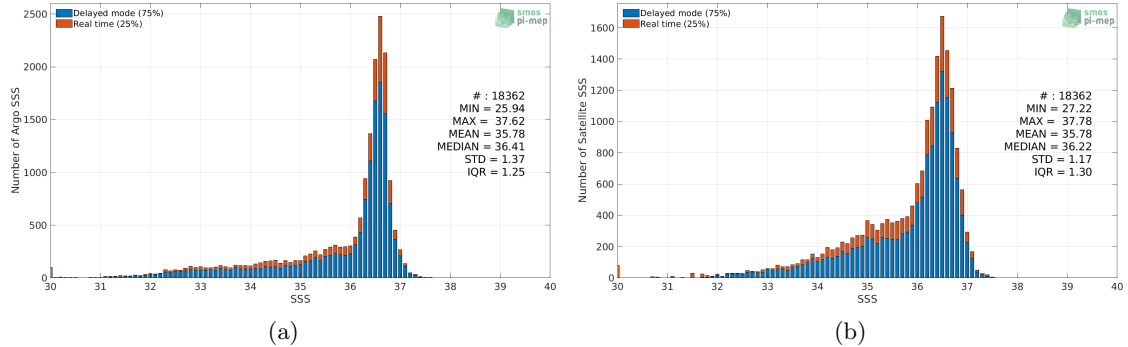 Delayed mode (75%)
Real time (25%)
smos
pi-mep
# : 18362
MIN = 25.94
MAX = 37.62
MEAN = 35.78
MEDIAN = 36.41
STD = 1.37
IQR = 1.25
Number of Argo SSS
2500
2000
1500
1000
500
0
30 31 32 33 34 35 36 37 38 39 40
SSS
(a)
Delayed mode (75%)
Real time (25%)
smos
pi-mep
# : 18362
MIN = 27.22
MAX = 37.78
MEAN = 35.78
MEDIAN = 36.22
STD = 1.17
IQR = 1.30
Number of Satellite SSS
1600
1400
1200
1000
800
600
400
200
0
30 31 32 33 34 35 36 37 38 39 40
SSS
(b)